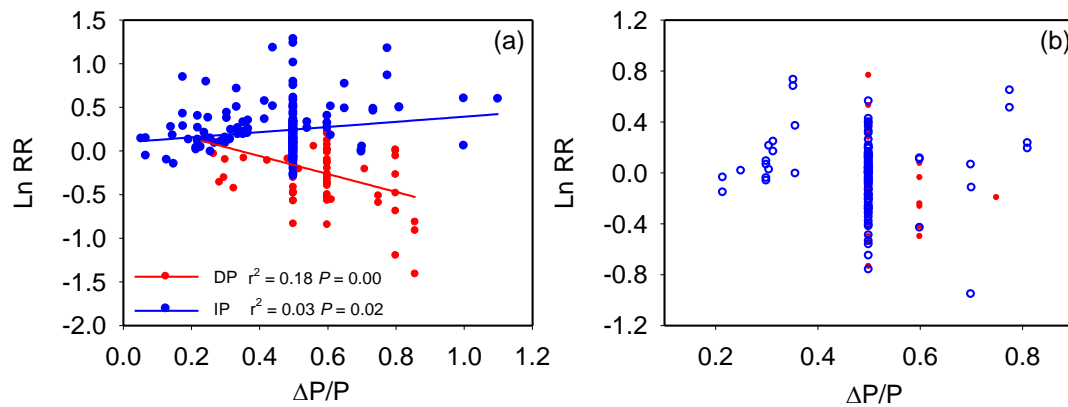 (a)
Ln RR
1.5
1.0
0.5
0.0
-0.5
-1.0
-1.5
-2.0
DP r² = 0.18 P = 0.00
IP r² = 0.03 P = 0.02
0.0 0.2 0.4 0.6 0.8 1.0 1.2
ΔP/P
(b)
Ln RR
1.2
0.8
0.4
0.0
-0.4
-0.8
-1.2
0.2 0.4 0.6 0.8
ΔP/P